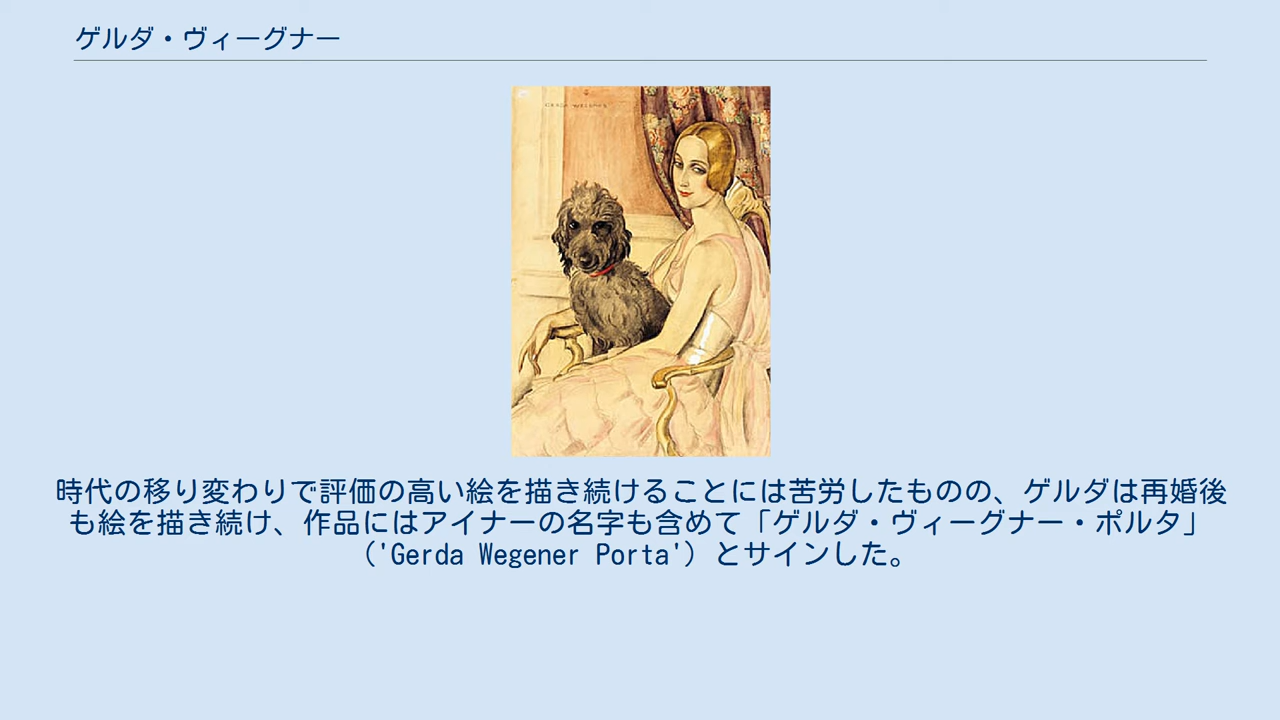 ゲルダ・ヴィーグナー
GERDA WEGENER
時代の移り変わりで評価の高い絵を描き続けることには苦労したものの、ゲルダは再婚後
も絵を描き続け、作品にはアイナーの名字も含めて「ゲルダ・ヴィーグナー・ポルタ」
（'Gerda Wegener Porta'）とサインした。